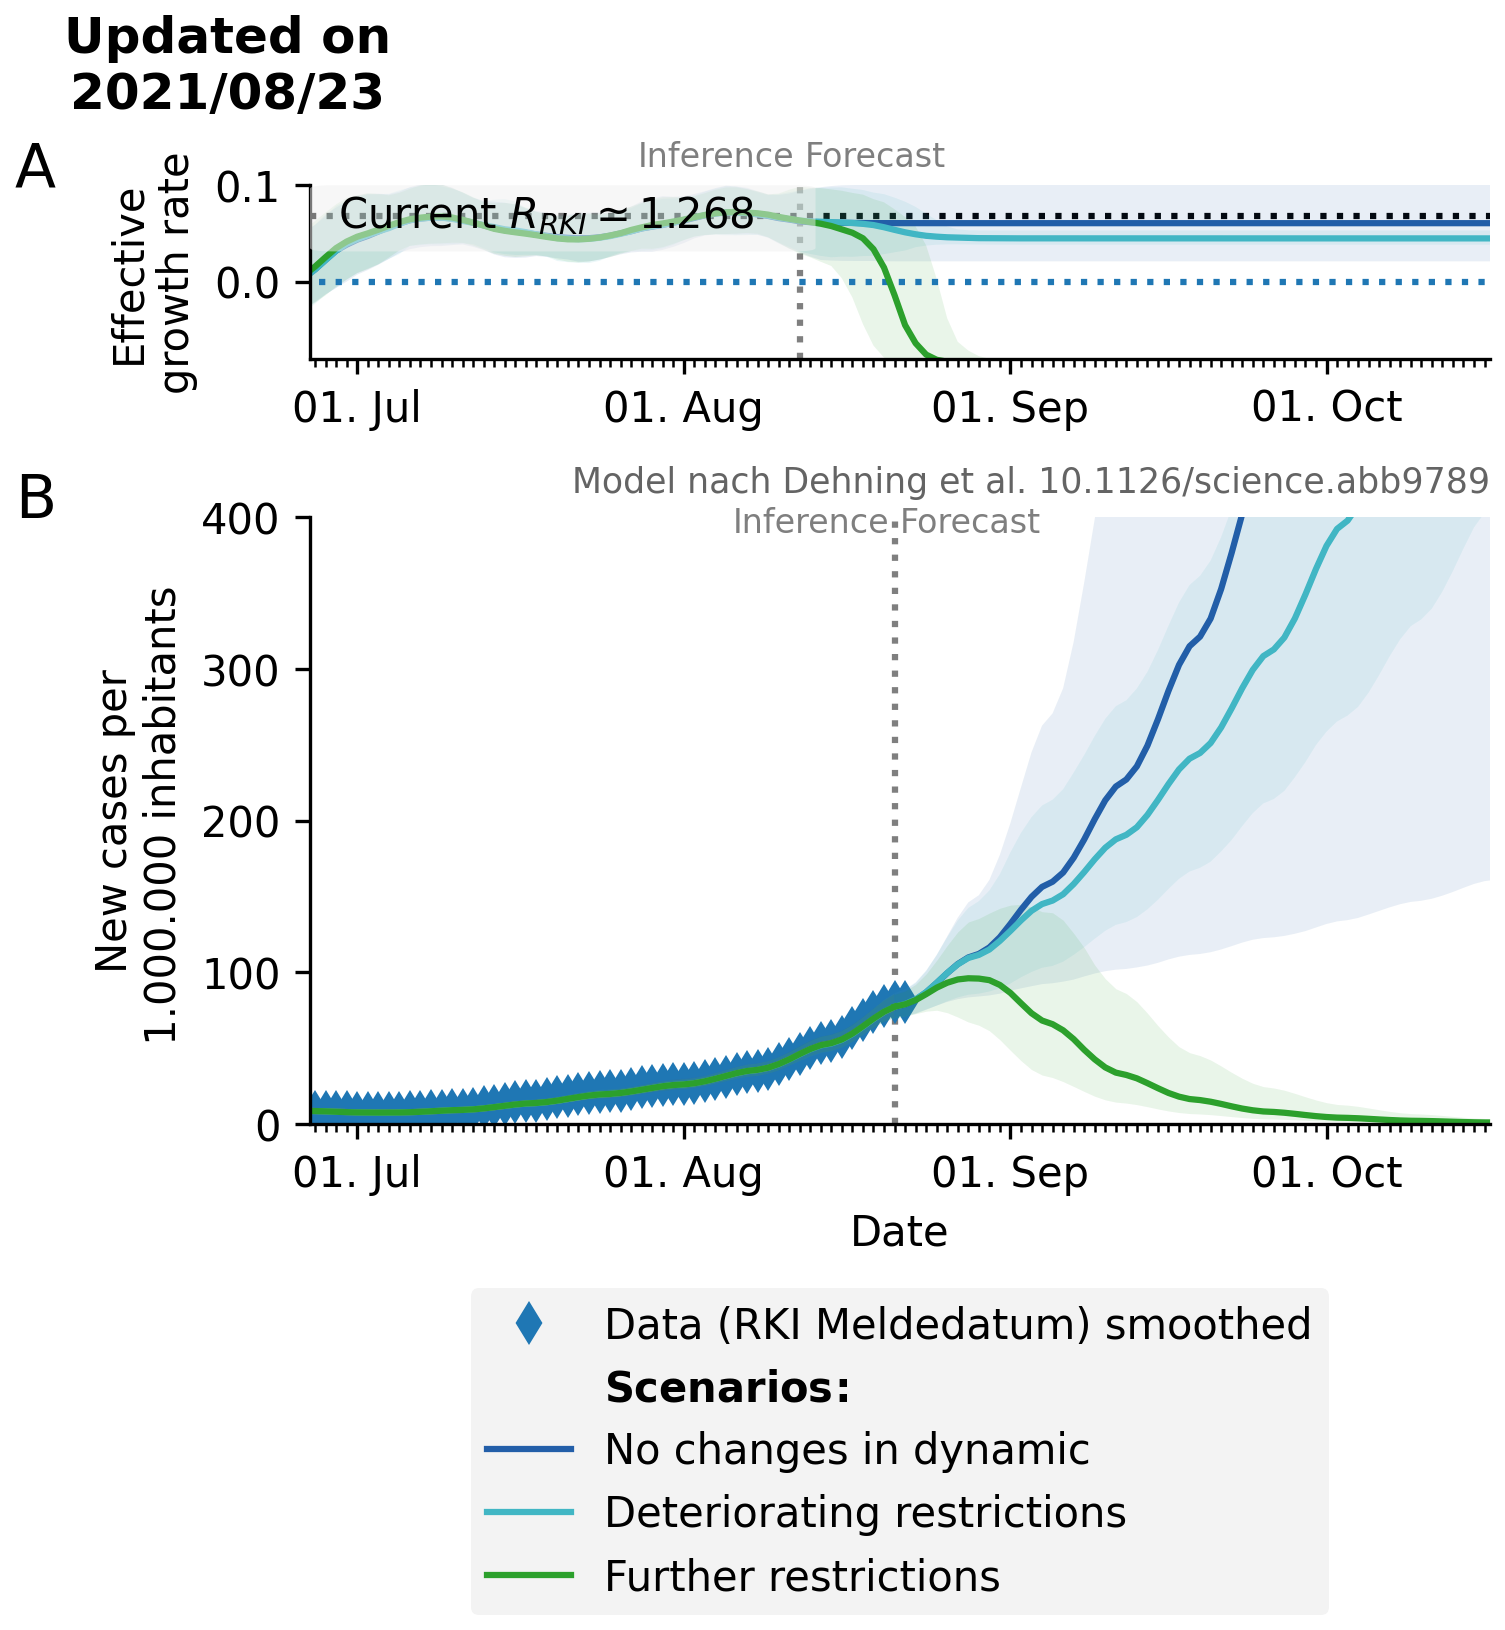 Updated on
2021/08/23
A
Inference Forecast
Effective
growth rate
0.1
0.0
Current R_RKI ≃ 1.268
01. Jul
01. Aug
01. Sep
01. Oct
B
Model nach Dehning et al. 10.1126/science.abb9789
Inference Forecast
New cases per
1.000.000 inhabitants
400
300
200
100
0
01. Jul
01. Aug
01. Sep
01. Oct
Date
Data (RKI Meldedatum) smoothed
Scenarios:
No changes in dynamic
Deteriorating restrictions
Further restrictions